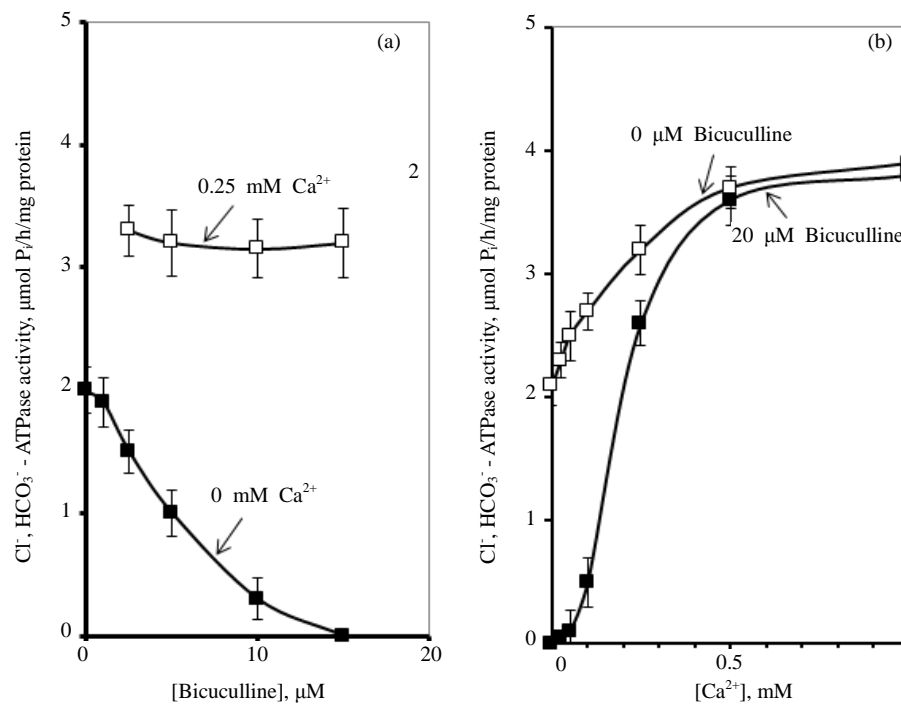 Cl⁻, HCO₃⁻ - ATPase activity, μmol Pᵢ/h/mg protein
5
4
3
2
1
0
(a)
2
0.25 mM Ca²⁺
0 mM Ca²⁺
0
10
20
[Bicuculline], μM
Cl⁻, HCO₃⁻ - ATPase activity, μmol Pᵢ/h/mg protein
5
4
3
2
1
0
(b)
0 μM Bicuculline
20 μM Bicuculline
0
0.5
[Ca²⁺], mM